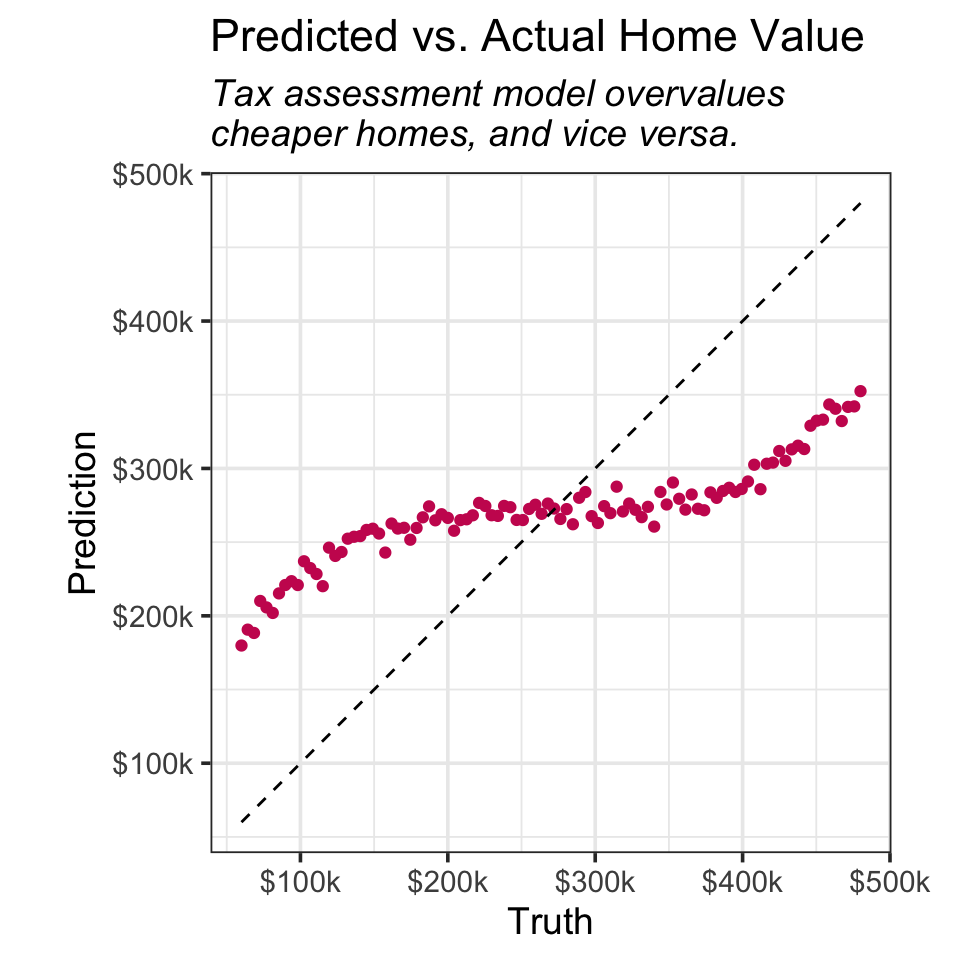 Predicted vs. Actual Home Value
Tax assessment model overvalues
cheaper homes, and vice versa.
$500k
$400k
$300k
$200k
$100k
Prediction
$100k $200k $300k $400k $500k
Truth